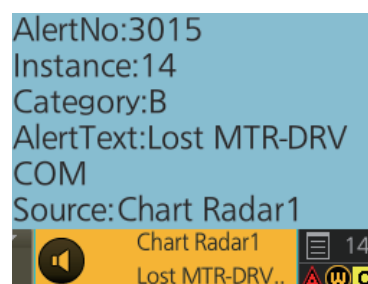 AlertNo:3015
Instance:14
Category:B
AlertText:Lost MTR-DRV
COM
Source:Chart Radar1
Chart Radar1
14
Lost MTR-DRV..
W